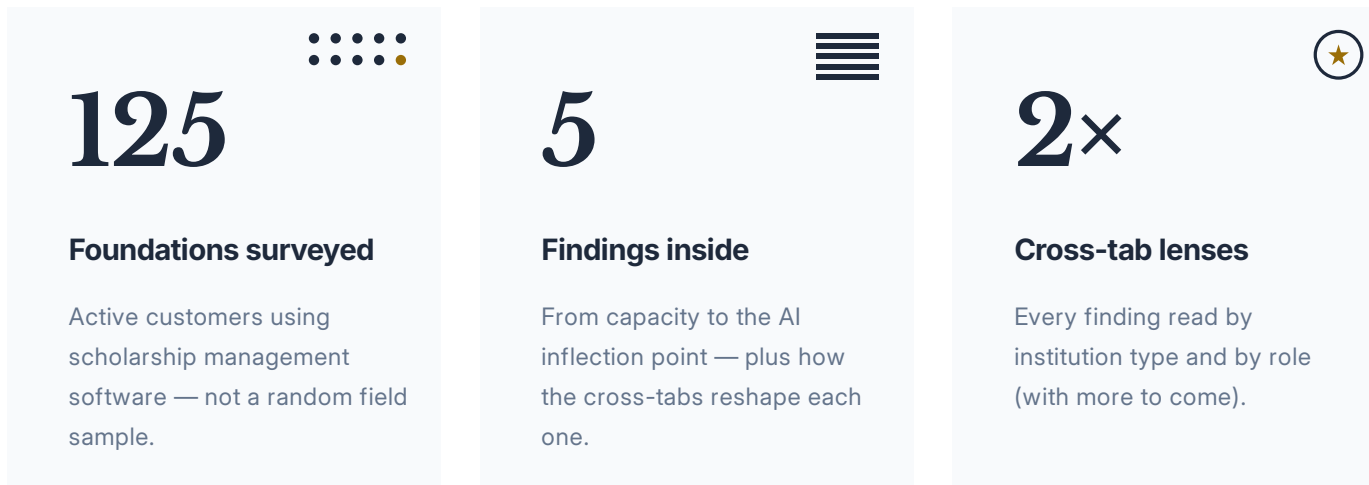 125
Foundations surveyed
Active customers using
scholarship management
software — not a random field
sample.
5
Findings inside
From capacity to the AI
inflection point — plus how
the cross-tabs reshape each
one.
2×
Cross-tab lenses
Every finding read by
institution type and by role
(with more to come).